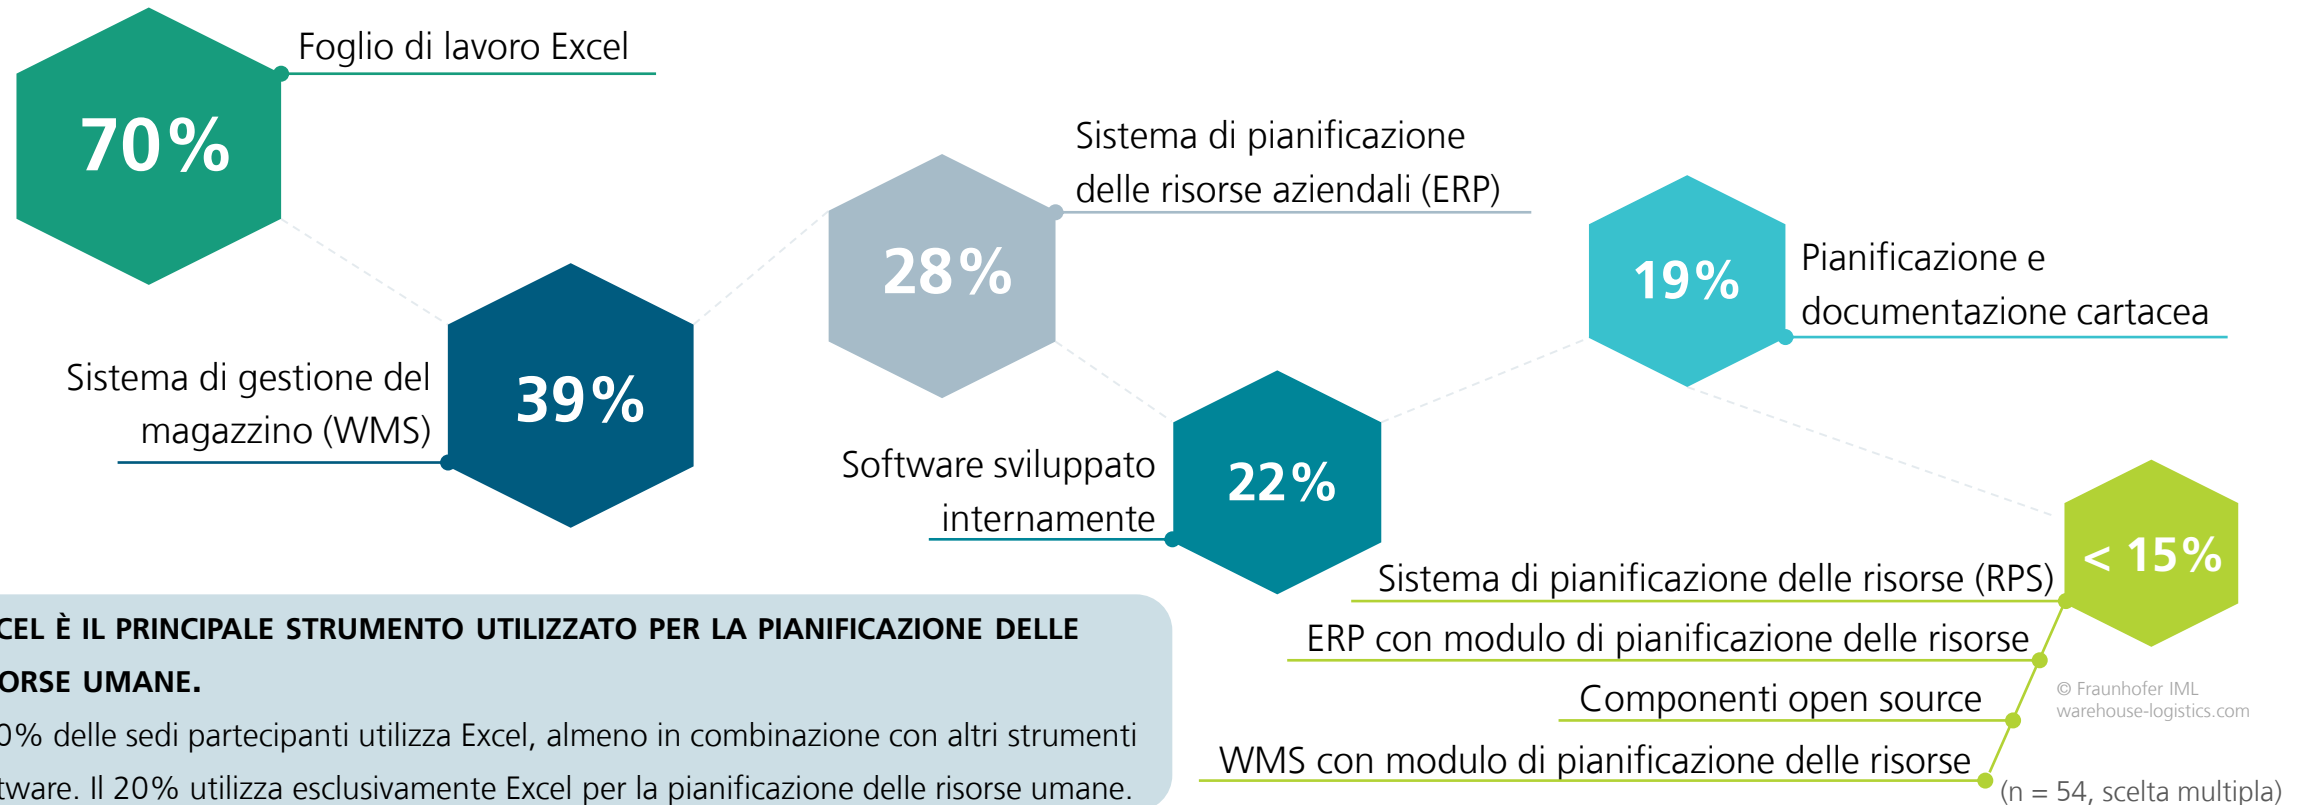 Foglio di lavoro Excel
70%
Sistema di pianificazione
delle risorse aziendali (ERP)
28%
19%
Pianificazione e
documentazione cartacea
Sistema di gestione del
magazzino (WMS)
39%
Software sviluppato
internamente
22%
< 15%
Sistema di pianificazione delle risorse (RPS)
ERP con modulo di pianificazione delle risorse
Componenti open source
WMS con modulo di pianificazione delle risorse
© Fraunhofer IML
warehouse-logistics.com
(n = 54, scelta multipla)
CEL È IL PRINCIPALE STRUMENTO UTILIZZATO PER LA PIANIFICAZIONE DELLE
ORSE UMANE.
0% delle sedi partecipanti utilizza Excel, almeno in combinazione con altri strumenti
tware. Il 20% utilizza esclusivamente Excel per la pianificazione delle risorse umane.